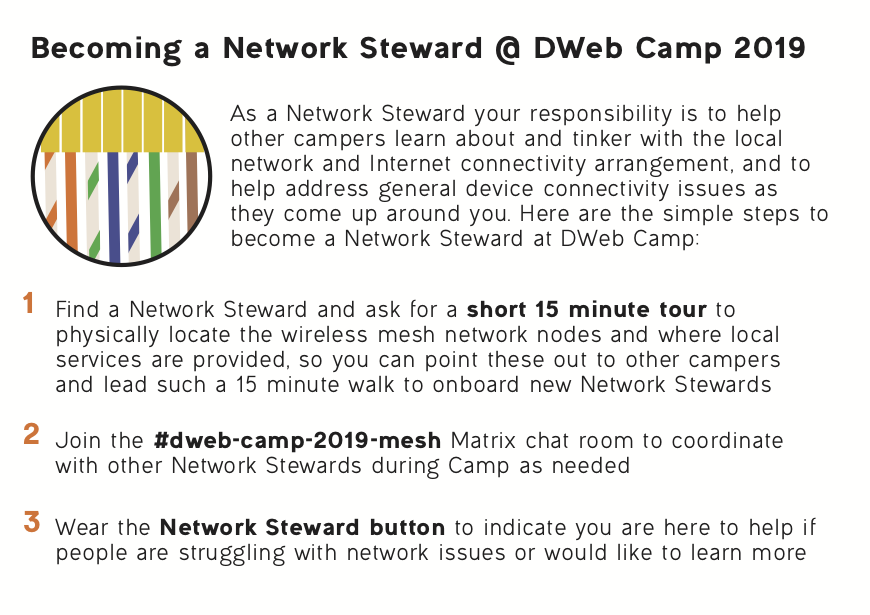 Becoming a Network Steward @ DWeb Camp 2019
As a Network Steward your responsibility is to help
other campers learn about and tinker with the local
network and Internet connectivity arrangement, and to
help address general device connectivity issues as
they come up around you. Here are the simple steps to
become a Network Steward at DWeb Camp:
1 Find a Network Steward and ask for a short 15 minute tour to
physically locate the wireless mesh network nodes and where local
services are provided, so you can point these out to other campers
and lead such a 15 minute walk to onboard new Network Stewards
2 Join the #dweb-camp-2019-mesh Matrix chat room to coordinate
with other Network Stewards during Camp as needed
3 Wear the Network Steward button to indicate you are here to help if
people are struggling with network issues or would like to learn more